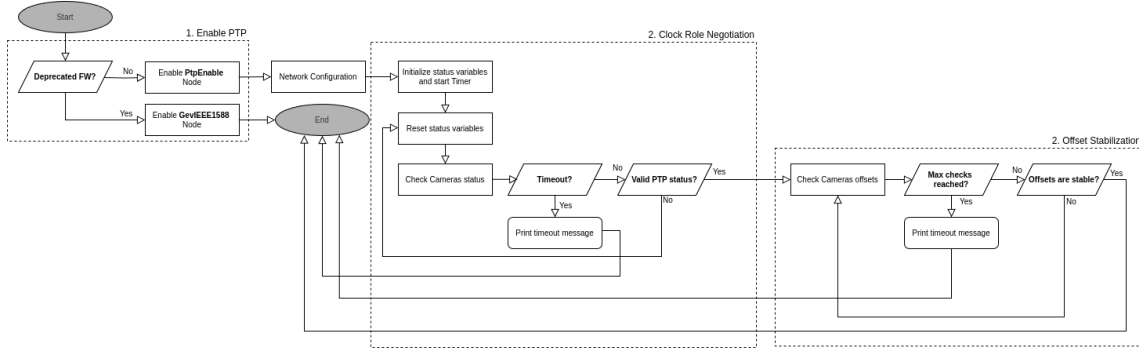 Start
1. Enable PTP
Deprecated FW?
No
Yes
Enable PtpEnable
Node
Enable GevIEEE1588
Node
Network Configuration
End
2. Clock Role Negotiation
Initialize status variables
and start Timer
Reset status variables
Check Cameras status
Timeout?
No
Yes
Valid PTP status?
Yes
No
Print timeout message
2. Offset Stabilization
Check Cameras offsets
Max checks
reached?
No
Yes
Offsets are stable?
Yes
No
Print timeout message